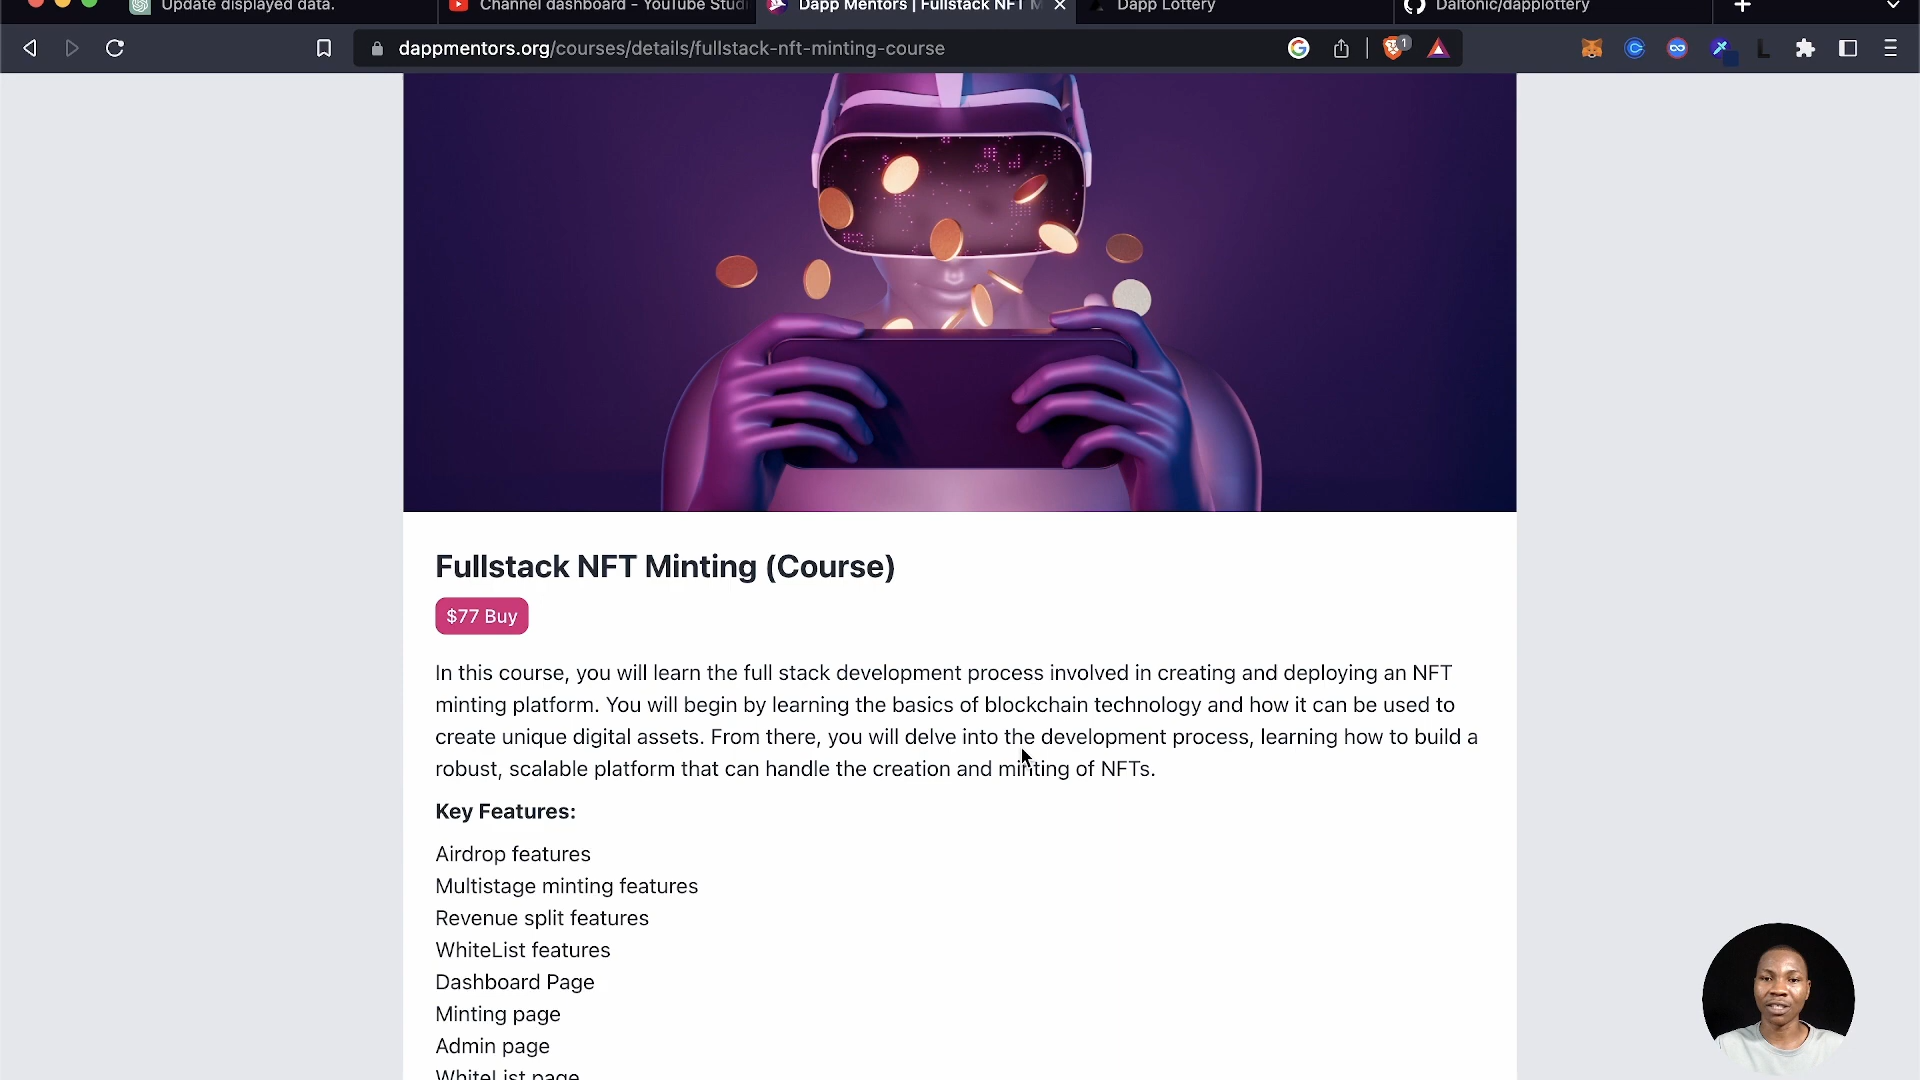 Update displayed data.
Channel dashboard - YouTube Studi
Dapp Mentors | Fullstack NFT M
Dapp Lottery
Daltonic/dapplottery
dappmentors.org/courses/details/fullstack-nft-minting-course
1
Fullstack NFT Minting (Course)
$77 Buy
In this course, you will learn the full stack development process involved in creating and deploying an NFT
minting platform. You will begin by learning the basics of blockchain technology and how it can be used to
create unique digital assets. From there, you will delve into the development process, learning how to build a
robust, scalable platform that can handle the creation and minting of NFTs.
Key Features:
Airdrop features
Multistage minting features
Revenue split features
WhiteList features
Dashboard Page
Minting page
Admin page
WhiteList page